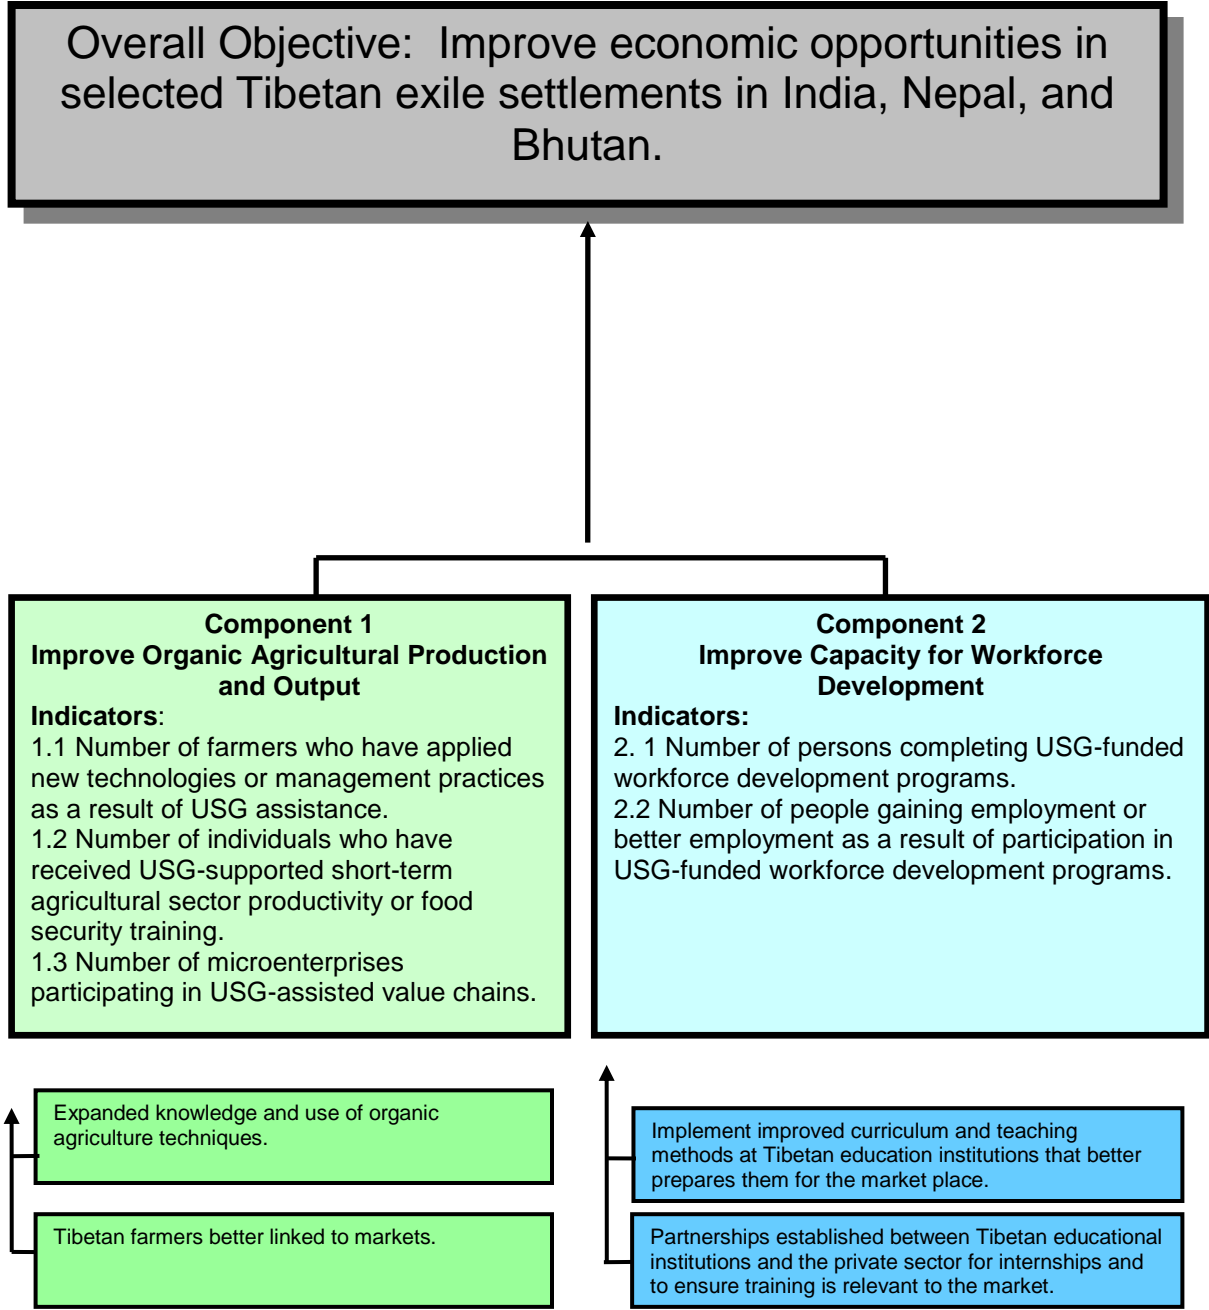 Overall Objective:  Improve economic opportunities in
selected Tibetan exile settlements in India, Nepal, and
Bhutan.
Component 1
Improve Organic Agricultural Production
and Output
Indicators:
1.1 Number of farmers who have applied
new technologies or management practices
as a result of USG assistance.
1.2 Number of individuals who have
received USG-supported short-term
agricultural sector productivity or food
security training.
1.3 Number of microenterprises
participating in USG-assisted value chains.
Component 2
Improve Capacity for Workforce
Development
Indicators:
2. 1 Number of persons completing USG-funded
workforce development programs.
2.2 Number of people gaining employment or
better employment as a result of participation in
USG-funded workforce development programs.
Expanded knowledge and use of organic
agriculture techniques.
Tibetan farmers better linked to markets.
Implement improved curriculum and teaching
methods at Tibetan education institutions that better
prepares them for the market place.
Partnerships established between Tibetan educational
institutions and the private sector for internships and
to ensure training is relevant to the market.